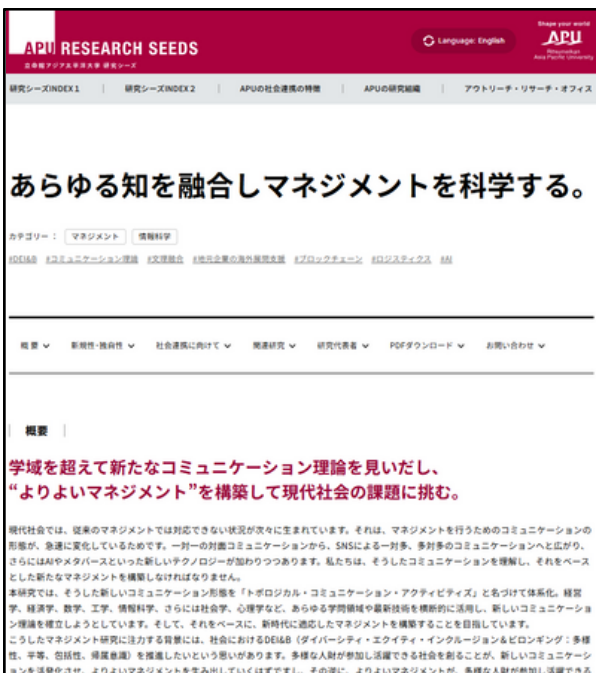 APU RESEARCH SEEDS
立命館アジア太平洋大学 研究シーズ
Language: English
Shape your world
APU
Ritsumeikan
Asia Pacific University
研究シーズINDEX1 | 研究シーズINDEX2 | APUの社会連携の特徴 | APUの研究組織 | アウトリーチ・リサーチ・オフィス
あらゆる知を融合しマネジメントを科学する。
カテゴリー： マネジメント 情報科学
#DEI&B #コミュニケーション理論 #文理融合 #地元企業の海外展開支援 #ブロックチェーン #ロジスティクス #AI
概要 新規性・独自性 社会連携に向けて 関連研究 研究代表者 PDFダウンロード お問い合わせ
概要
学域を超えて新たなコミュニケーション理論を見いだし、
“よりよいマネジメント”を構築して現代社会の課題に挑む。
現代社会では、従来のマネジメントでは対応できない状況が次々に生まれています。それは、マネジメントを行うためのコミュニケーションの
形態が、急速に変化しているためです。一対一の対面コミュニケーションから、SNSによる一対多、多対多のコミュニケーションへと広がり、
さらにはAIやメタバースといった新しいテクノロジーが加わりつつあります。私たちは、そうしたコミュニケーションを理解し、それをベース
とした新たなマネジメントを構築しなければなりません。
本研究では、そうした新しいコミュニケーション形態を「トポロジカル・コミュニケーション・アクティビティズ」と名づけて体系化。経営
学、経済学、数学、工学、情報科学、さらには社会学、心理学など、あらゆる学問領域や最新技術を横断的に活用し、新しいコミュニケーショ
ン理論を確立しようとしています。そして、それをベースに、新時代に適応したマネジメントを構築することを目指しています。
こうしたマネジメント研究に注力する背景には、社会におけるDEI&B（ダイバーシティ・エクイティ・インクルージョン&ビロンギング：多様
性、平等、包括性、帰属意識）を推進したいという思いがあります。多様な人財が参加し活躍できる社会を創ることが、新しいコミュニケーシ
ョンを活発化させ、よりよいマネジメントを生み出していくはずですし、その逆に、よりよいマネジメントが、多様な人財が参加し活躍できる